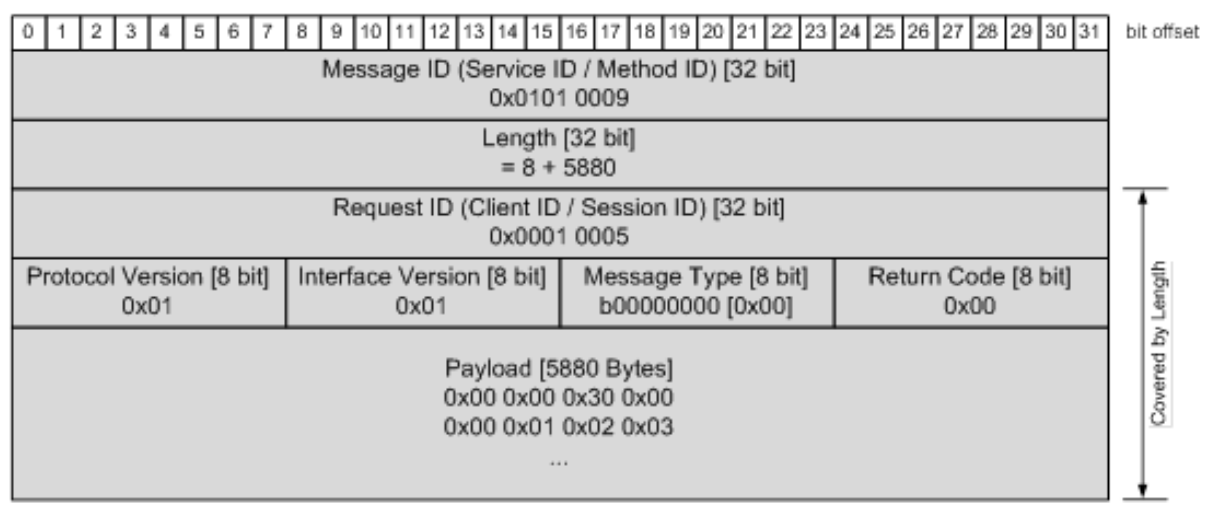 0 1 2 3 4 5 6 7 8 9 10 11 12 13 14 15 16 17 18 19 20 21 22 23 24 25 26 27 28 29 30 31 bit offset
Message ID (Service ID / Method ID) [32 bit]
0x0101 0009
Length [32 bit]
= 8 + 5880
Request ID (Client ID / Session ID) [32 bit]
0x0001 0005
Protocol Version [8 bit]
0x01
Interface Version [8 bit]
0x01
Message Type [8 bit]
b00000000 [0x00]
Return Code [8 bit]
0x00
Payload [5880 Bytes]
0x00 0x00 0x30 0x00
0x00 0x01 0x02 0x03
...
Covered by Length